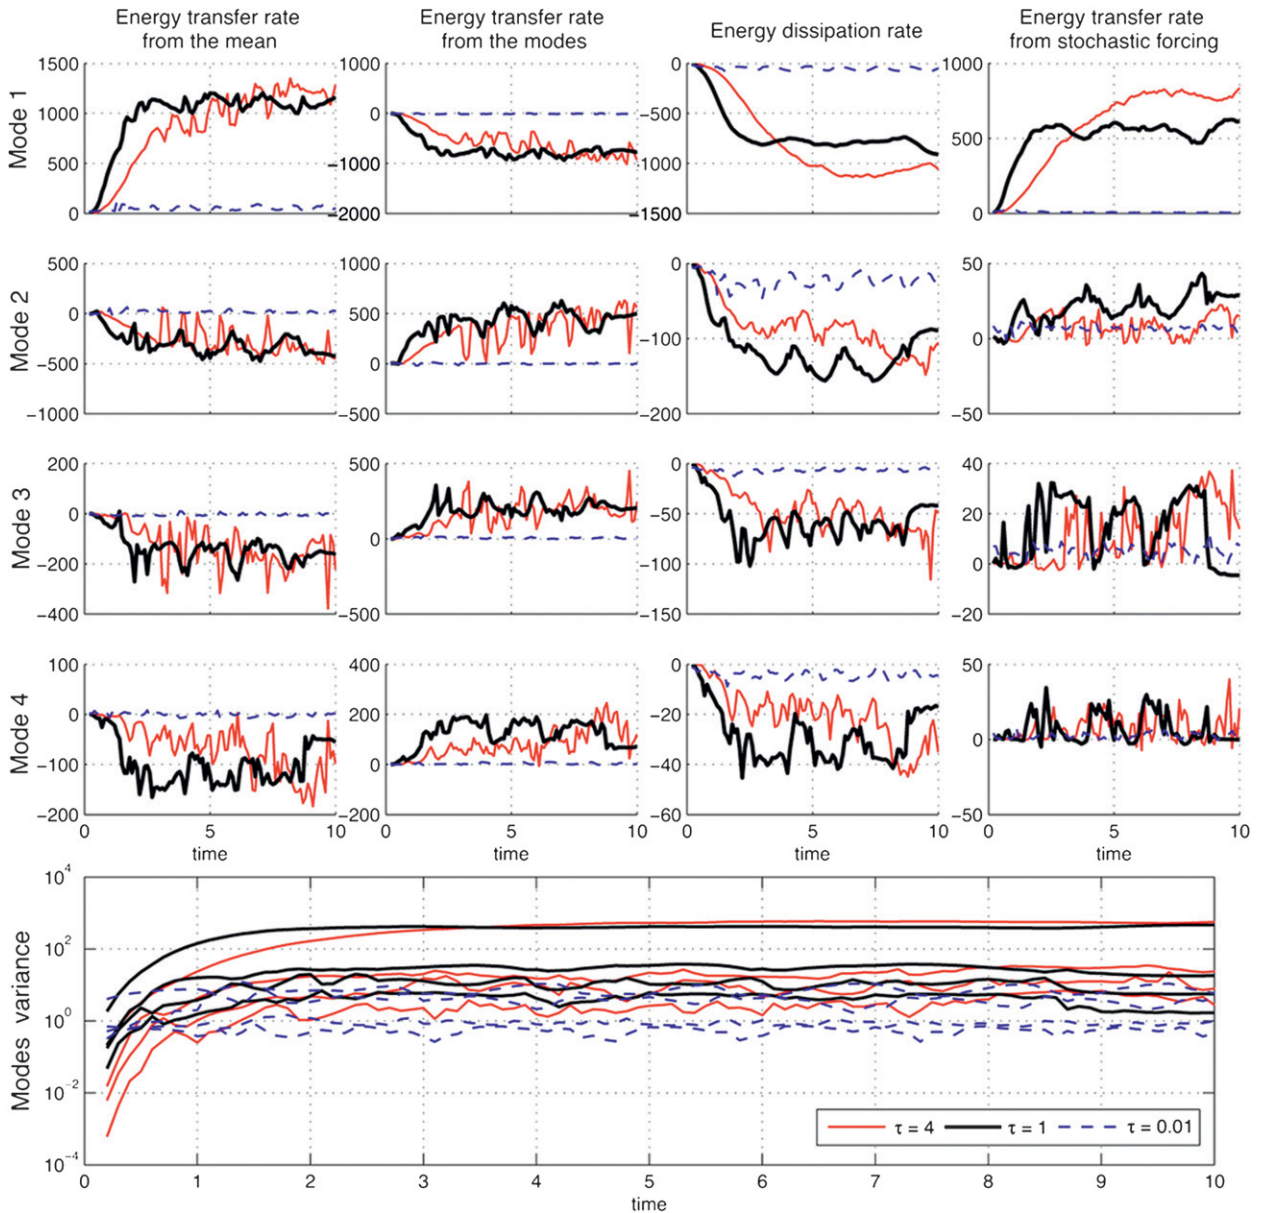 Energy transfer rate
from the mean
Energy transfer rate
from the modes
Energy dissipation rate
Energy transfer rate
from stochastic forcing
Mode 1
1500
1000
500
0
1000
0
−1000
−2000
0
−500
−1000
−1500
1000
500
0
Mode 2
500
0
−500
−1000
1000
500
0
−500
0
−100
−200
50
0
−50
Mode 3
200
0
−200
−400
500
0
−500
0
−50
−100
−150
40
20
0
−20
Mode 4
100
0
−100
−200
400
200
0
−200
0
−20
−40
−60
50
0
−50
0 5 10
0 5 10
0 5 10
0 5 10
time
time
time
time
Modes variance
10^4
10^2
10^0
10^−2
10^−4
τ = 4
τ = 1
τ = 0.01
0 1 2 3 4 5 6 7 8 9 10
time